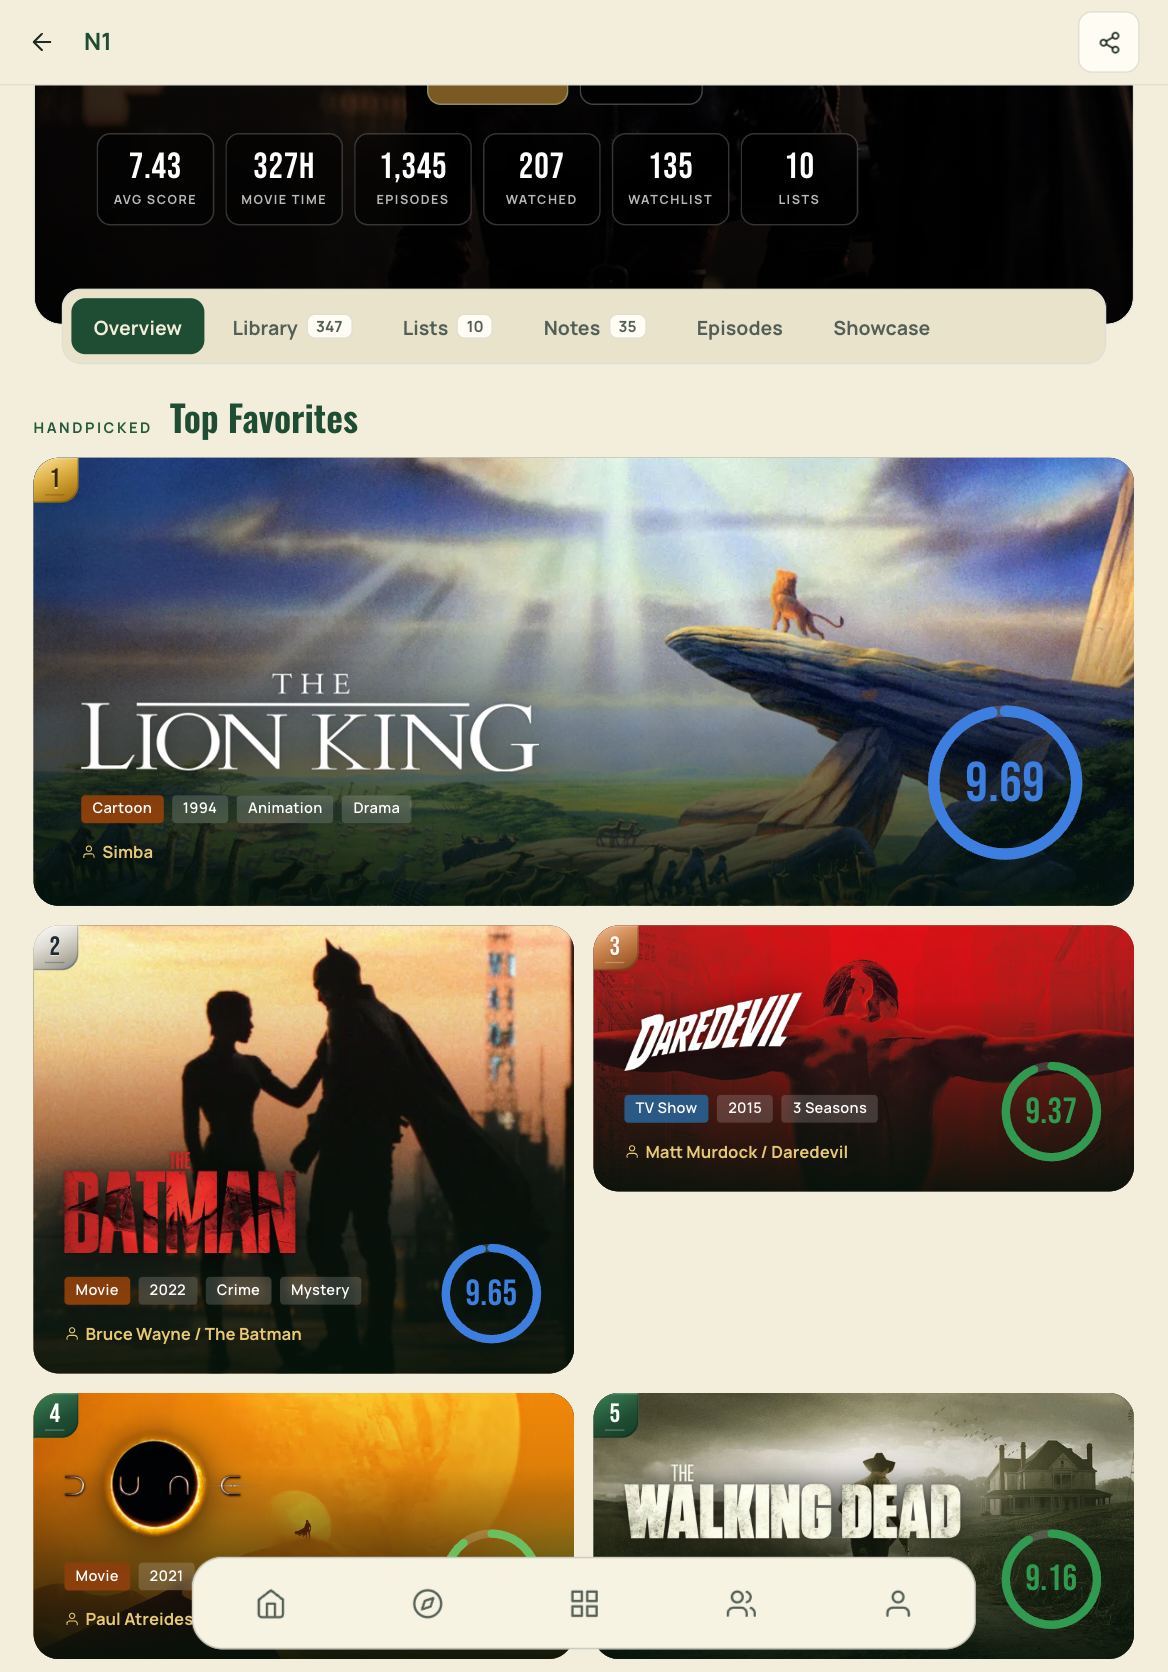 N1
7.43
AVG SCORE
327H
MOVIE TIME
1,345
EPISODES
207
WATCHED
135
WATCHLIST
10
LISTS
Overview
Library 347
Lists 10
Notes 35
Episodes
Showcase
HANDPICKED Top Favorites
1
THE
LION KING
Cartoon 1994 Animation Drama
Simba
9.69
2
THE
BATMAN
Movie 2022 Crime Mystery
Bruce Wayne / The Batman
9.65
3
DAREDEVIL
TV Show 2015 3 Seasons
Matt Murdock / Daredevil
9.37
4
DUNE
Movie 2021
Paul Atreides
5
THE
WALKING DEAD
9.16